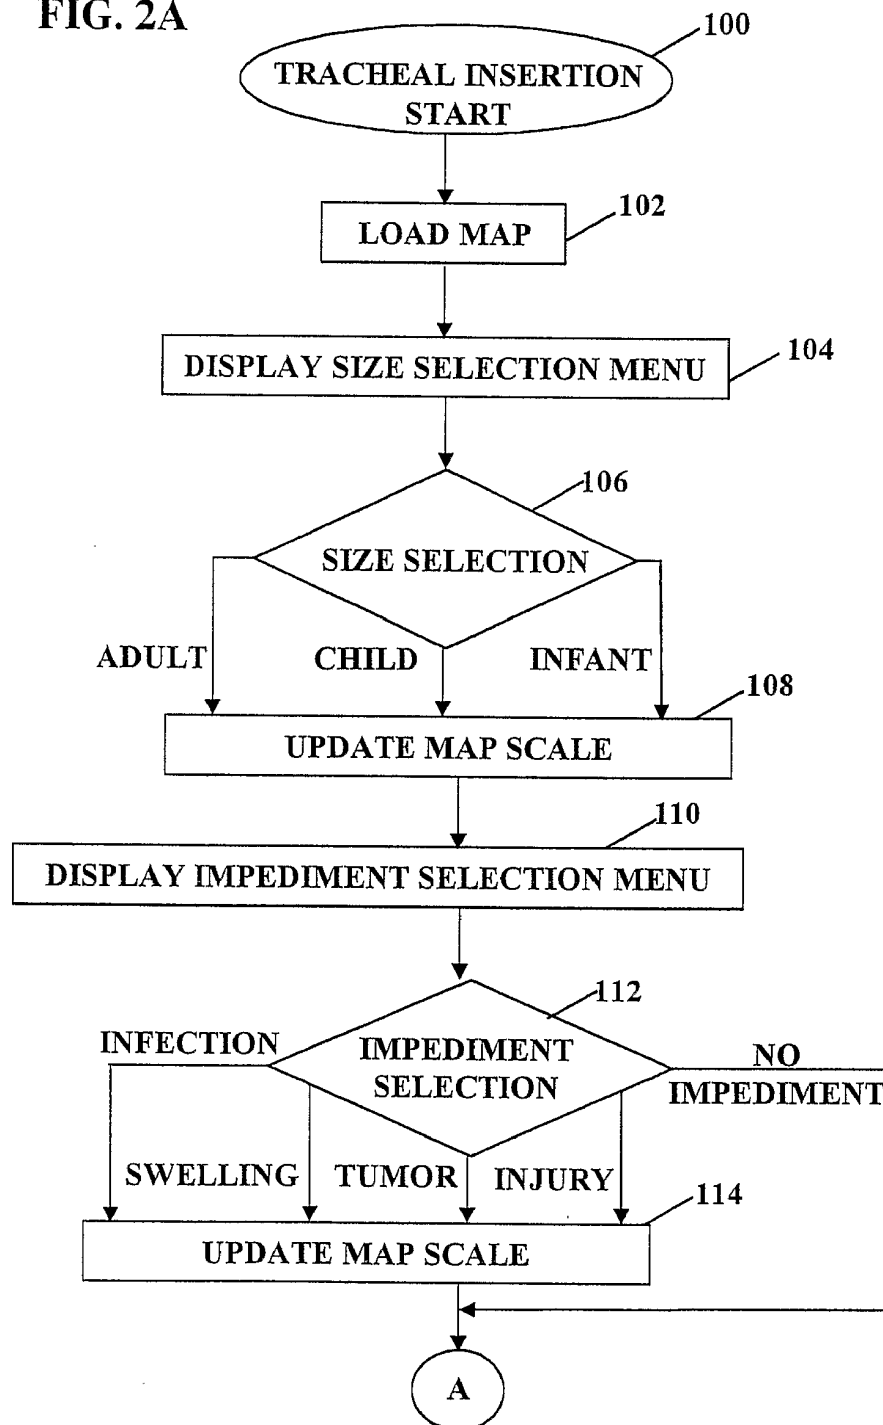 FIG. 2A
100
TRACHEAL INSERTION
START
102
LOAD MAP
104
DISPLAY SIZE SELECTION MENU
106
SIZE SELECTION
ADULT
CHILD
INFANT
108
UPDATE MAP SCALE
110
DISPLAY IMPEDIMENT SELECTION MENU
112
INFECTION
IMPEDIMENT
SELECTION
NO
IMPEDIMENT
SWELLING
TUMOR
INJURY
114
UPDATE MAP SCALE
A